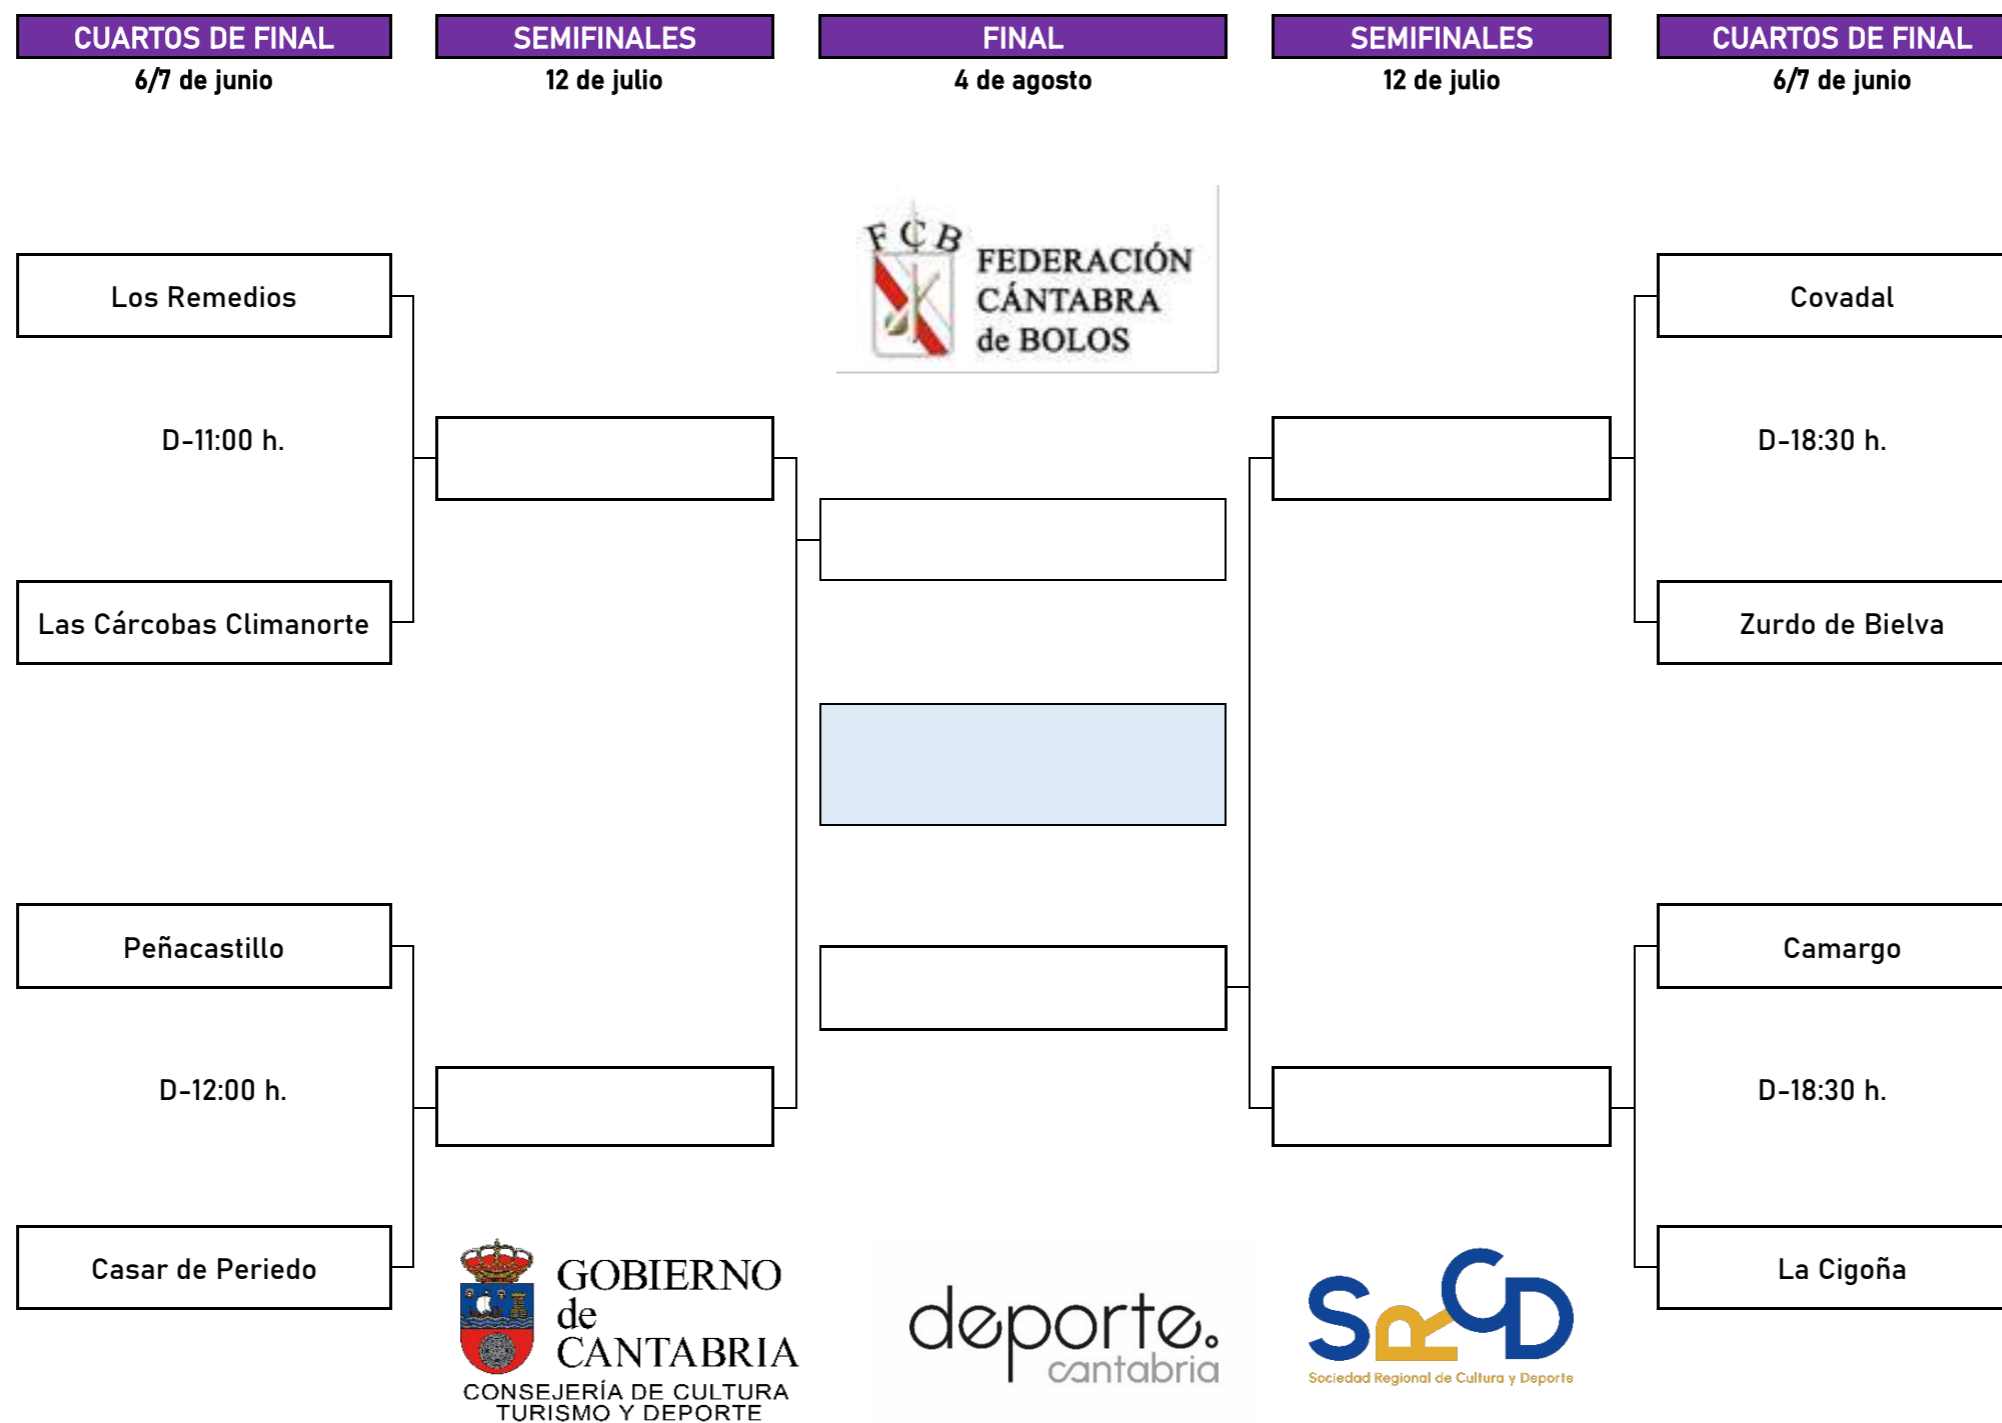 CUARTOS DE FINAL
SEMIFINALES
FINAL
SEMIFINALES
CUARTOS DE FINAL
6/7 de junio
12 de julio
4 de agosto
12 de julio
6/7 de junio
FCB
FEDERACIÓN
CÁNTABRA
de BOLOS
Los Remedios
Covadal
D-11:00 h.
D-18:30 h.
Las Cárcobas Climanorte
Zurdo de Bielva
Peñacastillo
Camargo
D-12:00 h.
D-18:30 h.
Casar de Periedo
La Cigoña
GOBIERNO
de
CANTABRIA
CONSEJERÍA DE CULTURA
TURISMO Y DEPORTE
deporte.
cantabria
SRCD
Sociedad Regional de Cultura y Deporte